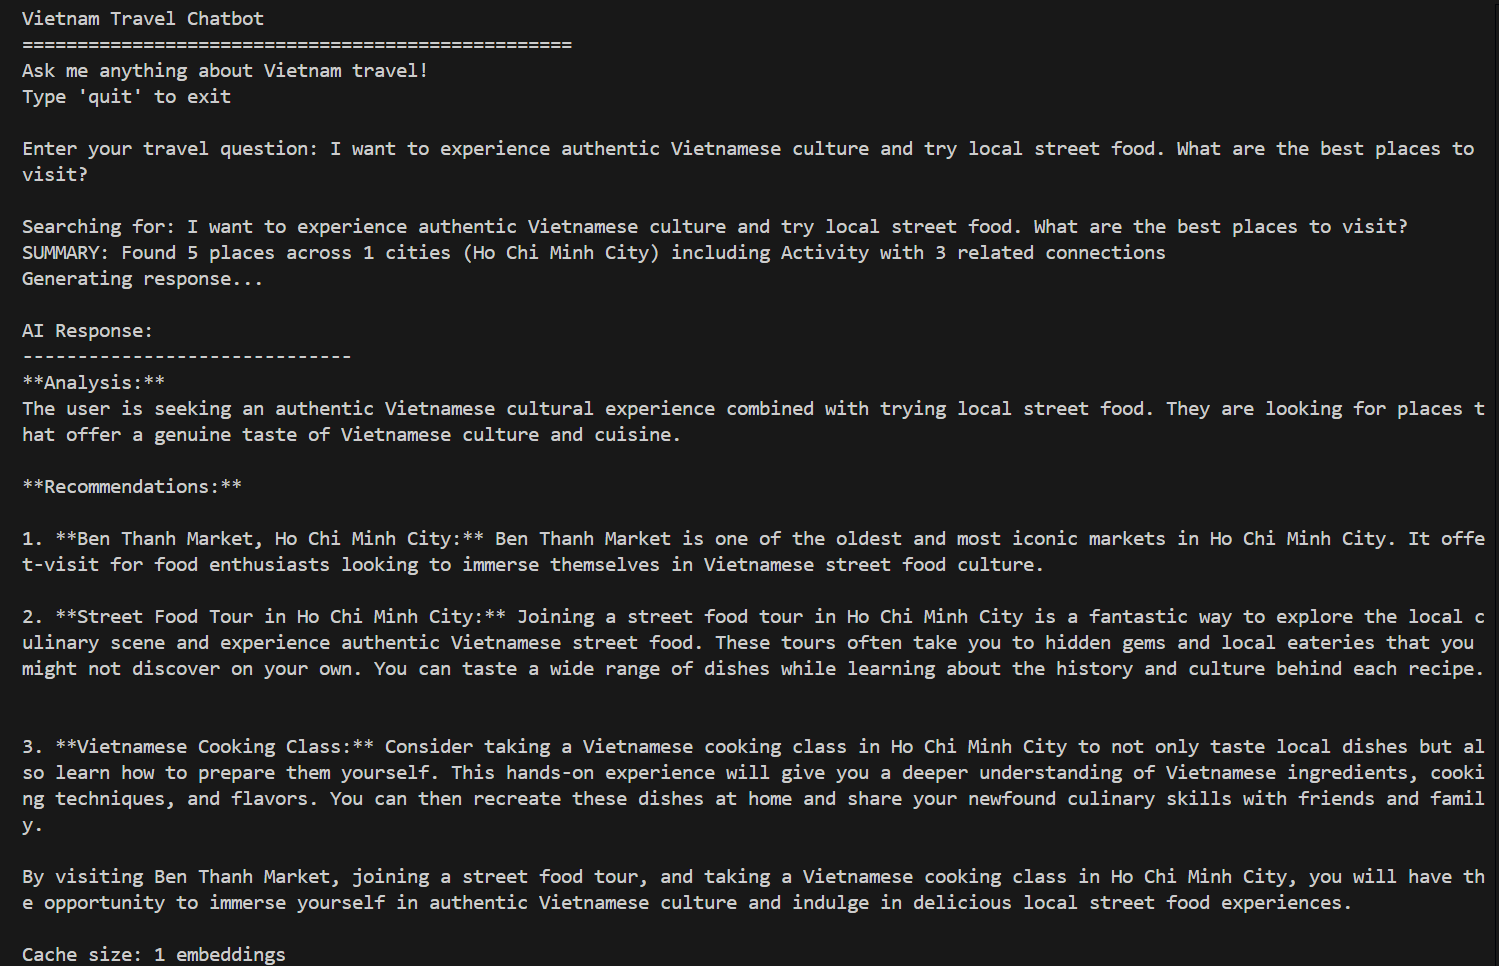 Vietnam Travel Chatbot
==================================================
Ask me anything about Vietnam travel!
Type 'quit' to exit
Enter your travel question: I want to experience authentic Vietnamese culture and try local street food. What are the best places to
visit?
Searching for: I want to experience authentic Vietnamese culture and try local street food. What are the best places to visit?
SUMMARY: Found 5 places across 1 cities (Ho Chi Minh City) including Activity with 3 related connections
Generating response...
AI Response:
------------------------------
**Analysis:**
The user is seeking an authentic Vietnamese cultural experience combined with trying local street food. They are looking for places t
hat offer a genuine taste of Vietnamese culture and cuisine.
**Recommendations:**
1. **Ben Thanh Market, Ho Chi Minh City:** Ben Thanh Market is one of the oldest and most iconic markets in Ho Chi Minh City. It offe
t-visit for food enthusiasts looking to immerse themselves in Vietnamese street food culture.
2. **Street Food Tour in Ho Chi Minh City:** Joining a street food tour in Ho Chi Minh City is a fantastic way to explore the local c
ulinary scene and experience authentic Vietnamese street food. These tours often take you to hidden gems and local eateries that you
might not discover on your own. You can taste a wide range of dishes while learning about the history and culture behind each recipe.
3. **Vietnamese Cooking Class:** Consider taking a Vietnamese cooking class in Ho Chi Minh City to not only taste local dishes but al
so learn how to prepare them yourself. This hands-on experience will give you a deeper understanding of Vietnamese ingredients, cooki
ng techniques, and flavors. You can then recreate these dishes at home and share your newfound culinary skills with friends and famil
y.
By visiting Ben Thanh Market, joining a street food tour, and taking a Vietnamese cooking class in Ho Chi Minh City, you will have th
e opportunity to immerse yourself in authentic Vietnamese culture and indulge in delicious local street food experiences.
Cache size: 1 embeddings